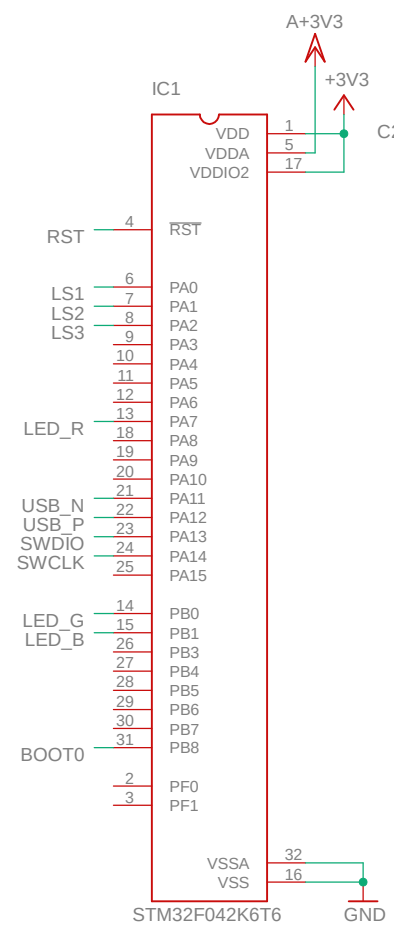 A+3V3
+3V3
IC1
VDD 1
C2
VDDA 5
VDDIO2 17
RST 4 RST
LS1 6 PA0
LS2 7 PA1
LS3 8 PA2
9 PA3
10 PA4
11 PA5
12 PA6
LED_R 13 PA7
18 PA8
19 PA9
20 PA10
USB_N 21 PA11
USB_P 22 PA12
SWDIO 23 PA13
SWCLK 24 PA14
25 PA15
LED_G 14 PB0
LED_B 15 PB1
26 PB3
27 PB4
28 PB5
29 PB6
30 PB7
BOOT0 31 PB8
2 PF0
3 PF1
VSSA 32
VSS 16
STM32F042K6T6
GND